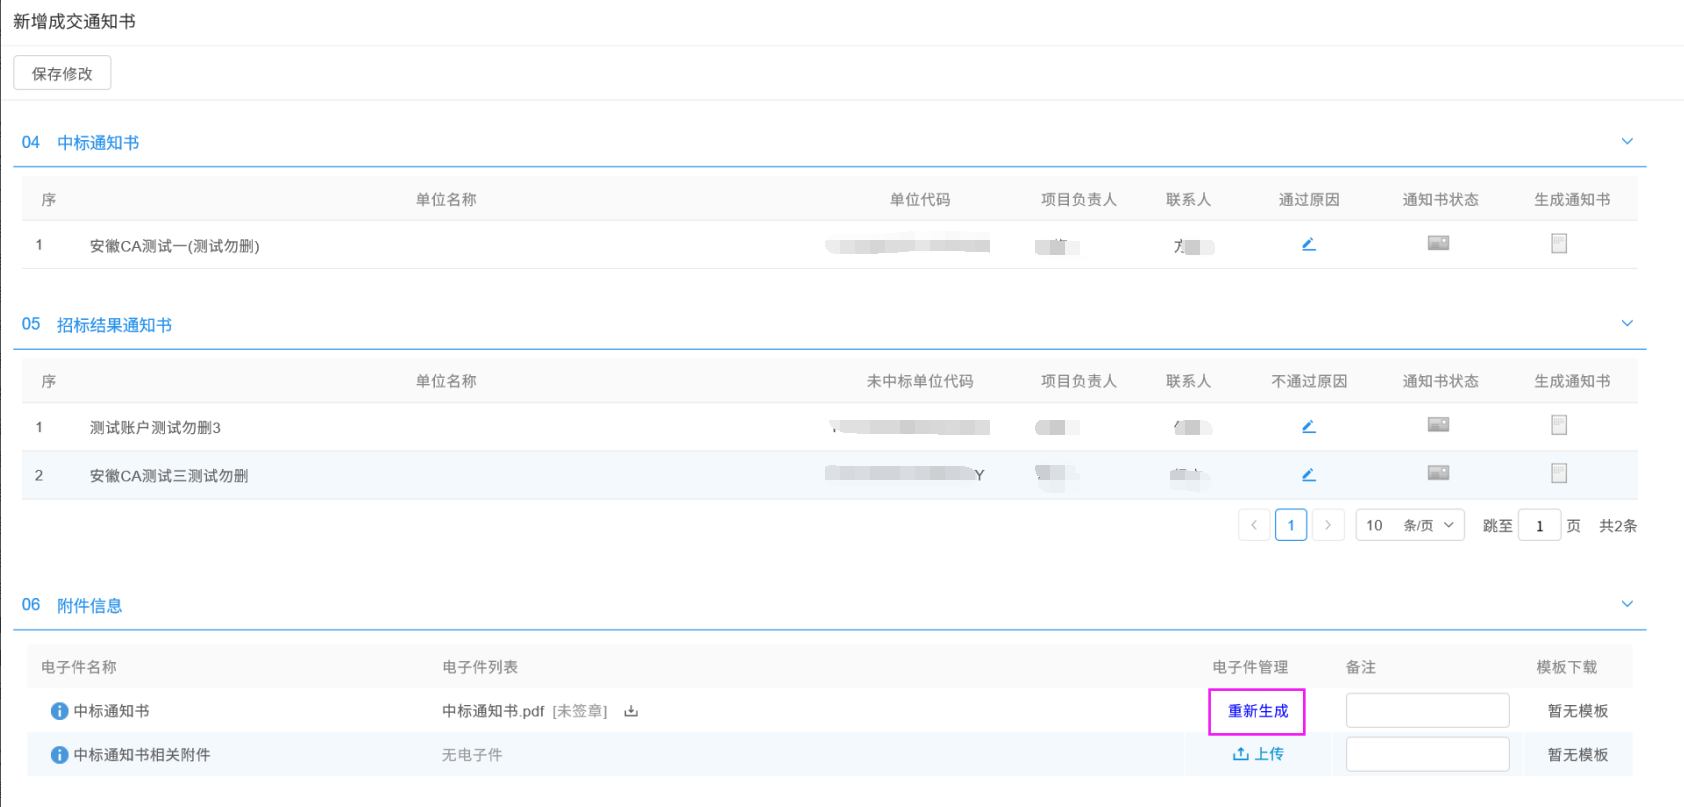 新增成交通知书
保存修改
04 中标通知书
序 单位名称 单位代码 项目负责人 联系人 通过原因 通知书状态 生成通知书
1 安徽CA测试一(测试勿删)
05 招标结果通知书
序 单位名称 未中标单位代码 项目负责人 联系人 不通过原因 通知书状态 生成通知书
1 测试账户测试勿删3
2 安徽CA测试三测试勿删 Y
1 10 条/页 跳至 1 页 共2条
06 附件信息
电子件名称 电子件列表 电子件管理 备注 模板下载
中标通知书 中标通知书.pdf [未签章] 重新生成 暂无模板
中标通知书相关附件 无电子件 上传 暂无模板